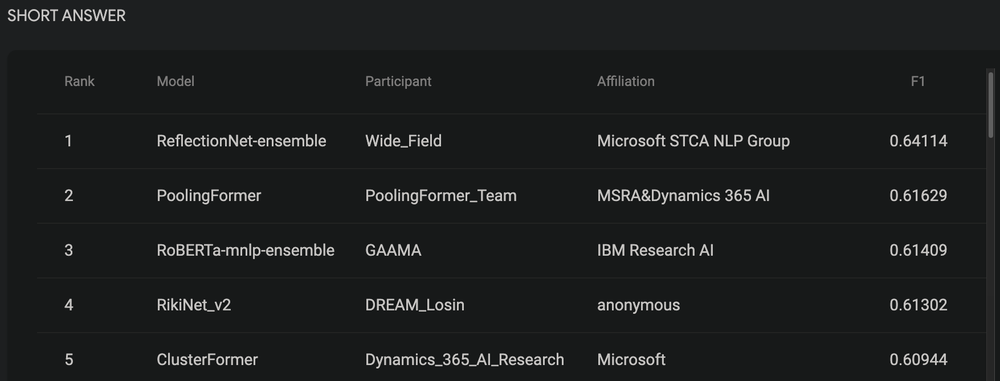 SHORT ANSWER
Rank Model Participant Affiliation F1
1 ReflectionNet-ensemble Wide_Field Microsoft STCA NLP Group 0.64114
2 PoolingFormer PoolingFormer_Team MSRA&Dynamics 365 AI 0.61629
3 RoBERTa-mnlp-ensemble GAAMA IBM Research AI 0.61409
4 RikiNet_v2 DREAM_Losin anonymous 0.61302
5 ClusterFormer Dynamics_365_AI_Research Microsoft 0.60944